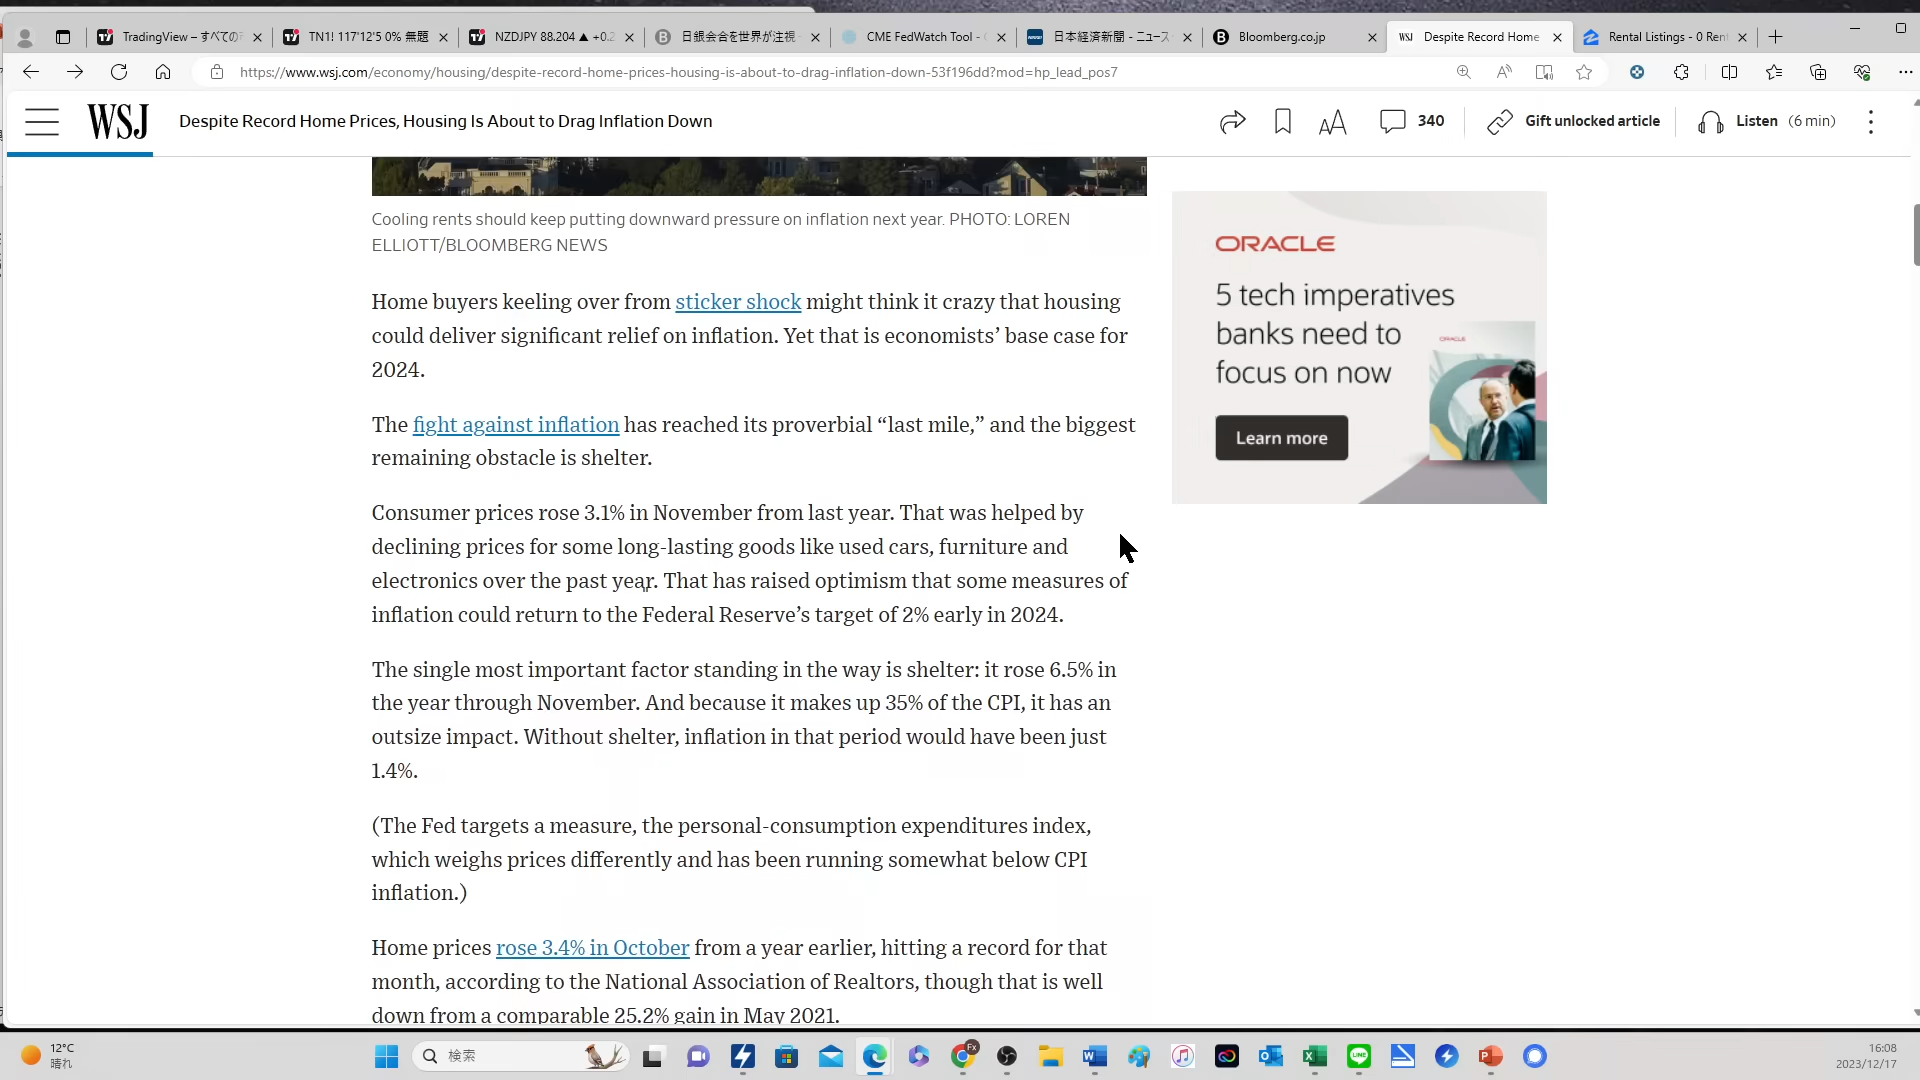 TradingView – すべての
TN1! 117'12'5 0% 無題
NZDJPY 88.204 ▲ +0.2
日銀会合を世界が注視
CME FedWatch Tool -
日本経済新聞 - ニュース
Bloomberg.co.jp
Despite Record Home
Rental Listings - 0 Ren
https://www.wsj.com/economy/housing/despite-record-home-prices-housing-is-about-to-drag-inflation-down-53f196dd?mod=hp_lead_pos7
WSJ
Despite Record Home Prices, Housing Is About to Drag Inflation Down
340
Gift unlocked article
Listen (6 min)
Cooling rents should keep putting downward pressure on inflation next year. PHOTO: LOREN
ELLIOTT/BLOOMBERG NEWS
Home buyers keeling over from sticker shock might think it crazy that housing
could deliver significant relief on inflation. Yet that is economists’ base case for
2024.
The fight against inflation has reached its proverbial “last mile,” and the biggest
remaining obstacle is shelter.
Consumer prices rose 3.1% in November from last year. That was helped by
declining prices for some long-lasting goods like used cars, furniture and
electronics over the past year. That has raised optimism that some measures of
inflation could return to the Federal Reserve’s target of 2% early in 2024.
The single most important factor standing in the way is shelter: it rose 6.5% in
the year through November. And because it makes up 35% of the CPI, it has an
outsize impact. Without shelter, inflation in that period would have been just
1.4%.
(The Fed targets a measure, the personal-consumption expenditures index,
which weighs prices differently and has been running somewhat below CPI
inflation.)
Home prices rose 3.4% in October from a year earlier, hitting a record for that
month, according to the National Association of Realtors, though that is well
down from a comparable 25.2% gain in May 2021.
ORACLE
5 tech imperatives
banks need to
focus on now
ORACLE
Learn more
12°C
晴れ
検索
16:08
2023/12/17